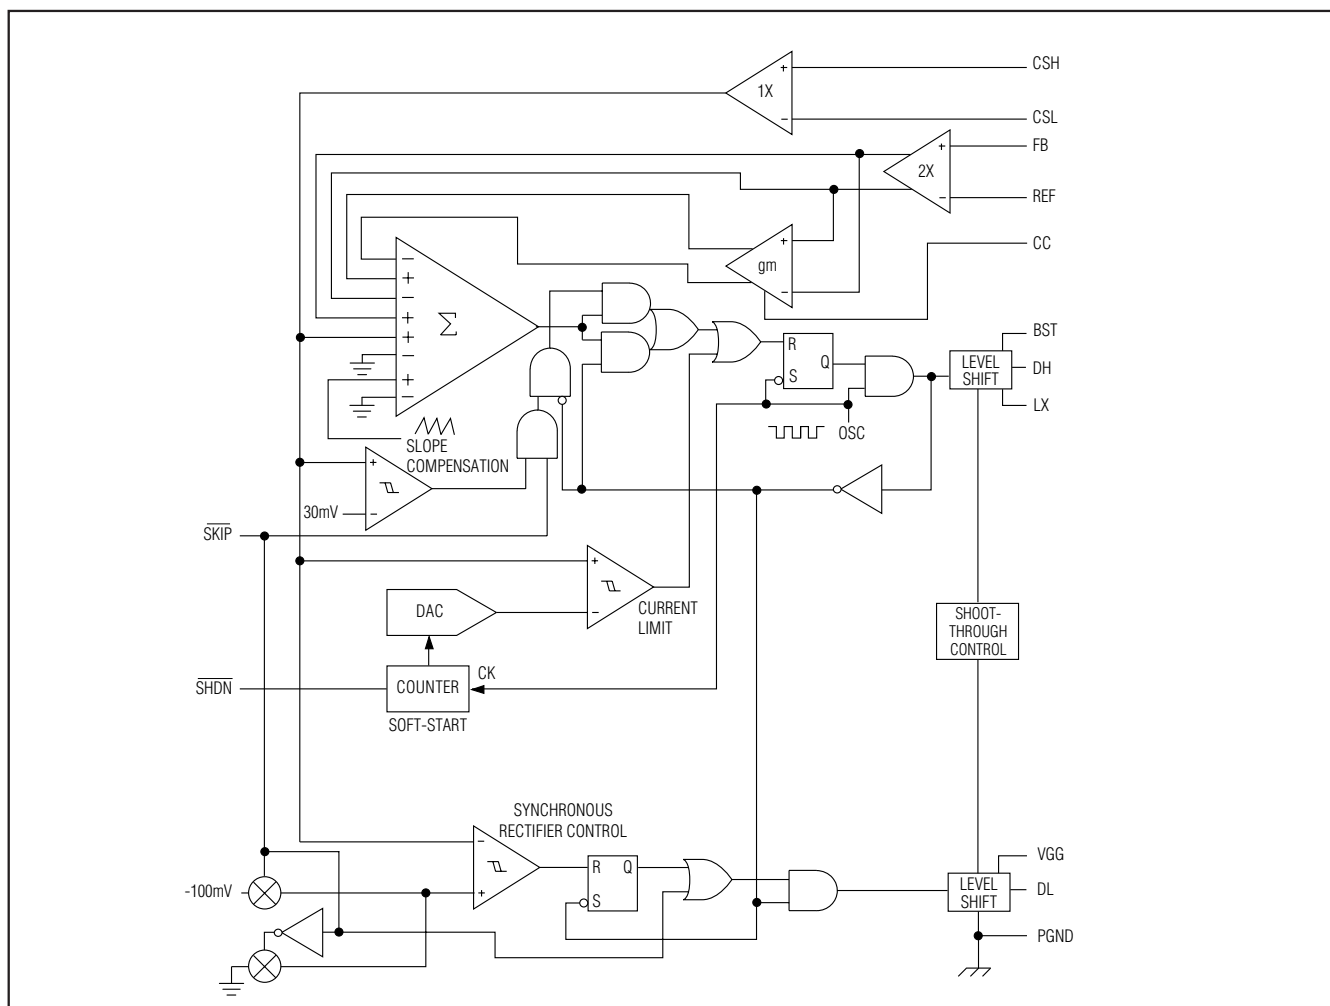 CSH
1X
+
−
CSL
FB
2X
+
−
REF
CC
gm
+
−
−
+
−
+
+
−
+
−
Σ
BST
R
Q
S
LEVEL
SHIFT
DH
LX
OSC
SLOPE
COMPENSATION
+
30mV
−
SKIP
+
−
CURRENT
LIMIT
DAC
SHOOT-
THROUGH
CONTROL
SHDN
COUNTER
CK
SOFT-START
SYNCHRONOUS
RECTIFIER CONTROL
−
+
R
Q
S
-100mV
VGG
LEVEL
SHIFT
DL
PGND